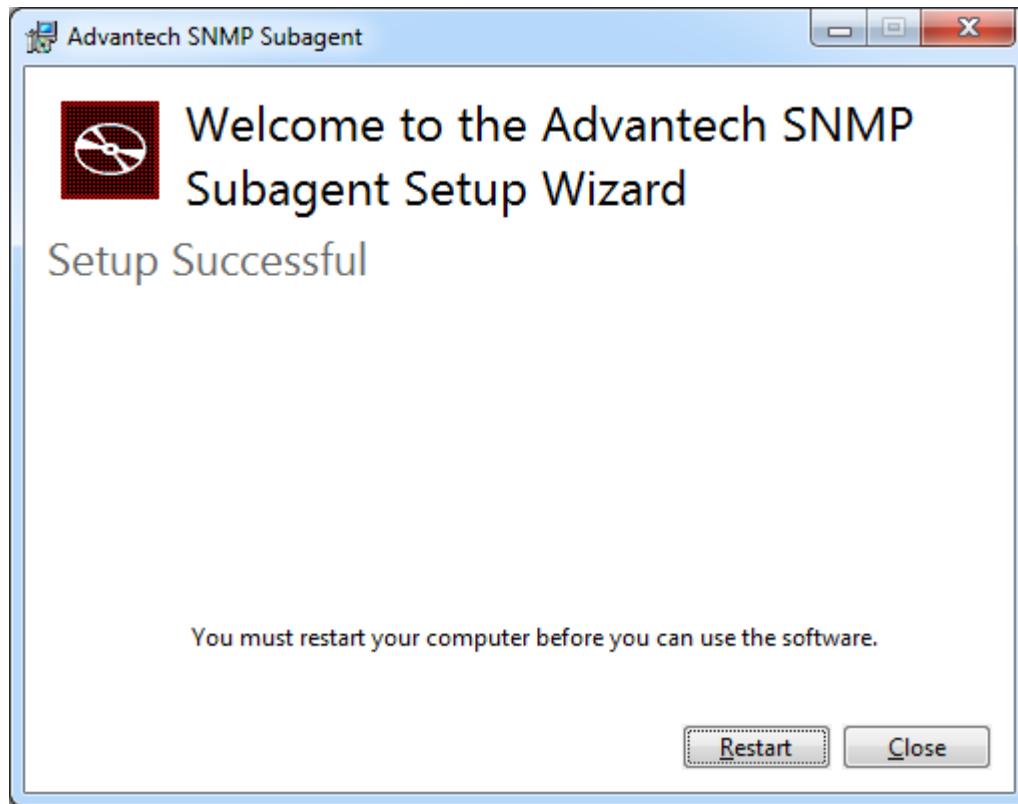 Advantech SNMP Subagent
Welcome to the Advantech SNMP
Subagent Setup Wizard
Setup Successful
You must restart your computer before you can use the software.
Restart
Close